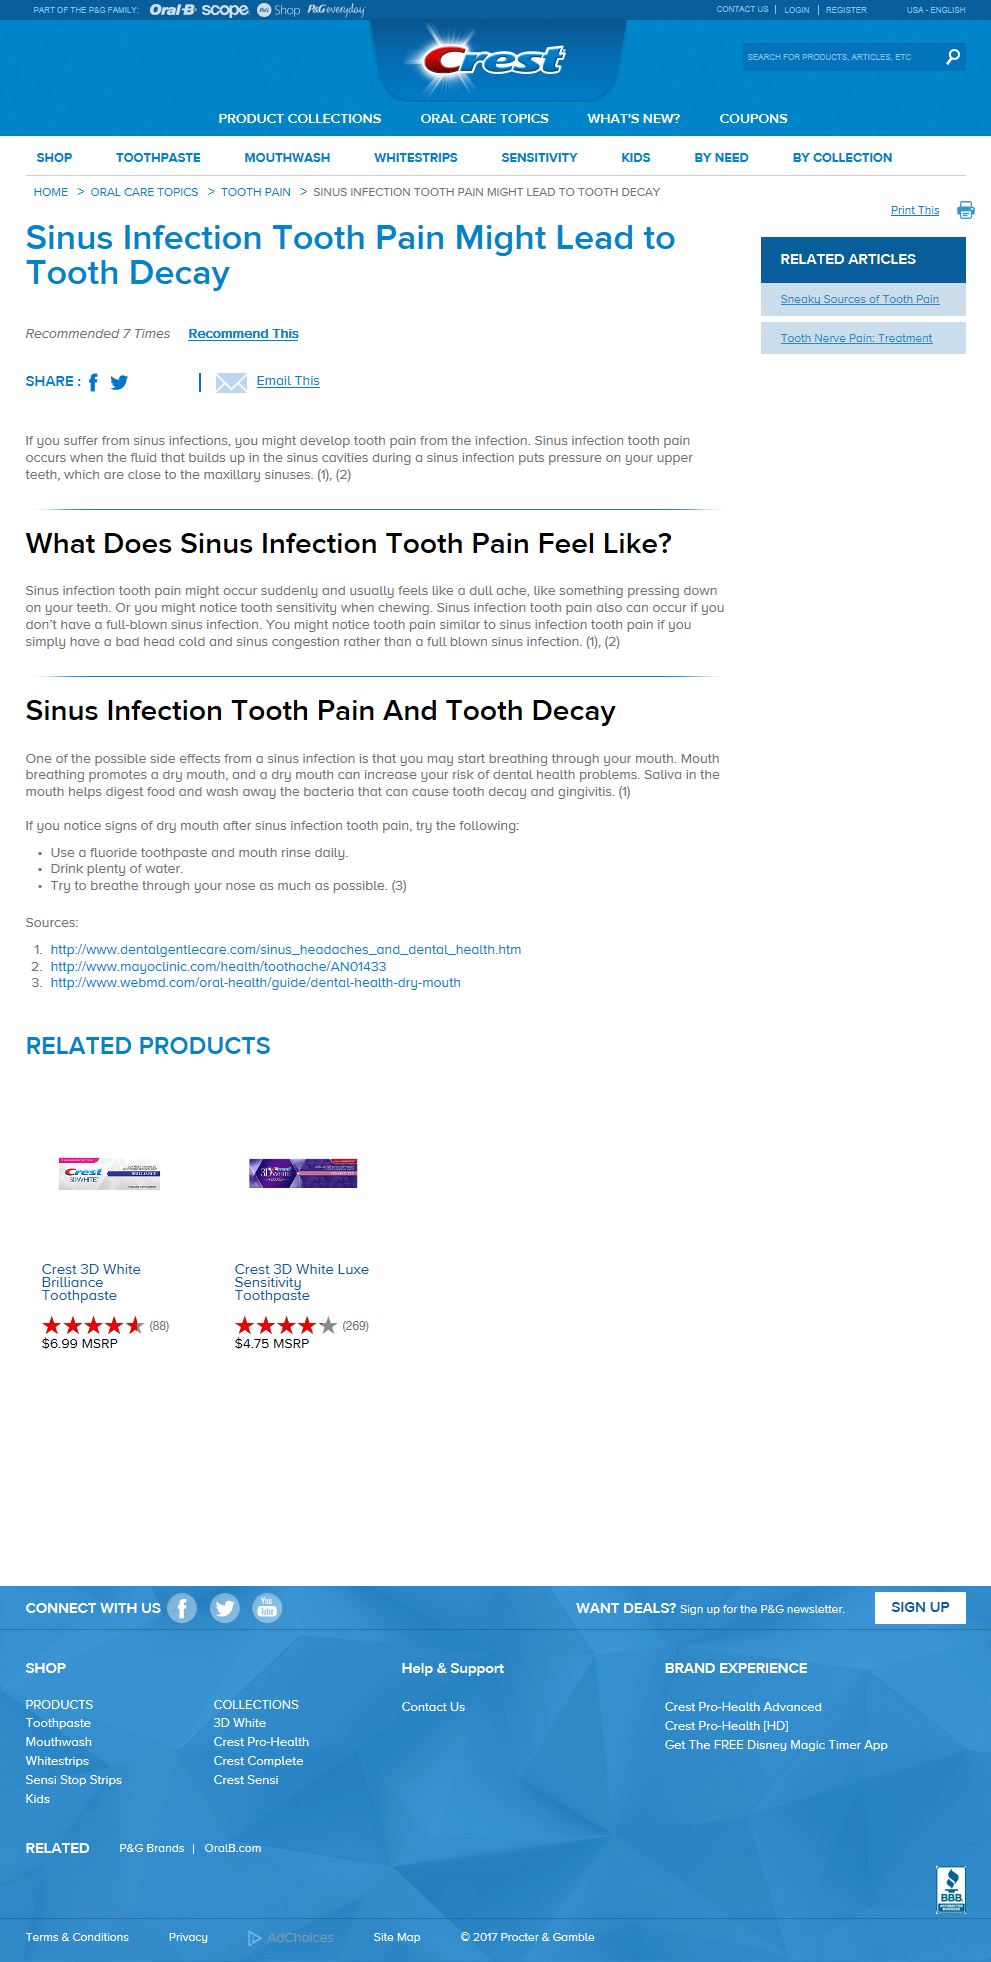 PART OF THE P&G FAMILY: Oral-B scope P&G Shop P&G everyday
CONTACT US | LOGIN | REGISTER USA - ENGLISH
Crest
SEARCH FOR PRODUCTS, ARTICLES, ETC
PRODUCT COLLECTIONS ORAL CARE TOPICS WHAT'S NEW? COUPONS
SHOP TOOTHPASTE MOUTHWASH WHITESTRIPS SENSITIVITY KIDS BY NEED BY COLLECTION
HOME > ORAL CARE TOPICS > TOOTH PAIN > SINUS INFECTION TOOTH PAIN MIGHT LEAD TO TOOTH DECAY
Print This
Sinus Infection Tooth Pain Might Lead to
Tooth Decay
RELATED ARTICLES
Sneaky Sources of Tooth Pain
Tooth Nerve Pain: Treatment
Recommended 7 Times Recommend This
SHARE : | Email This
If you suffer from sinus infections, you might develop tooth pain from the infection. Sinus infection tooth pain
occurs when the fluid that builds up in the sinus cavities during a sinus infection puts pressure on your upper
teeth, which are close to the maxillary sinuses. (1), (2)
What Does Sinus Infection Tooth Pain Feel Like?
Sinus infection tooth pain might occur suddenly and usually feels like a dull ache, like something pressing down
on your teeth. Or you might notice tooth sensitivity when chewing. Sinus infection tooth pain also can occur if you
don't have a full-blown sinus infection. You might notice tooth pain similar to sinus infection tooth pain if you
simply have a bad head cold and sinus congestion rather than a full blown sinus infection. (1), (2)
Sinus Infection Tooth Pain And Tooth Decay
One of the possible side effects from a sinus infection is that you may start breathing through your mouth. Mouth
breathing promotes a dry mouth, and a dry mouth can increase your risk of dental health problems. Saliva in the
mouth helps digest food and wash away the bacteria that can cause tooth decay and gingivitis. (1)
If you notice signs of dry mouth after sinus infection tooth pain, try the following:
• Use a fluoride toothpaste and mouth rinse daily.
• Drink plenty of water.
• Try to breathe through your nose as much as possible. (3)
Sources:
1. http://www.dentalgentlecare.com/sinus_headaches_and_dental_health.htm
2. http://www.mayoclinic.com/health/toothache/AN01433
3. http://www.webmd.com/oral-health/guide/dental-health-dry-mouth
RELATED PRODUCTS
Crest
3D WHITE
BRILLIANCE
Crest
3D WHITE
LUXE
Crest 3D White
Brilliance
Toothpaste
(88)
$6.99 MSRP
Crest 3D White Luxe
Sensitivity
Toothpaste
(269)
$4.75 MSRP
CONNECT WITH US You Tube
WANT DEALS? Sign up for the P&G newsletter. SIGN UP
SHOP
PRODUCTS
Toothpaste
Mouthwash
Whitestrips
Sensi Stop Strips
Kids
COLLECTIONS
3D White
Crest Pro-Health
Crest Complete
Crest Sensi
Help & Support
Contact Us
BRAND EXPERIENCE
Crest Pro-Health Advanced
Crest Pro-Health [HD]
Get The FREE Disney Magic Timer App
RELATED P&G Brands | OralB.com
BBB
ACCREDITED
BUSINESS
Terms & Conditions Privacy AdChoices Site Map © 2017 Procter & Gamble